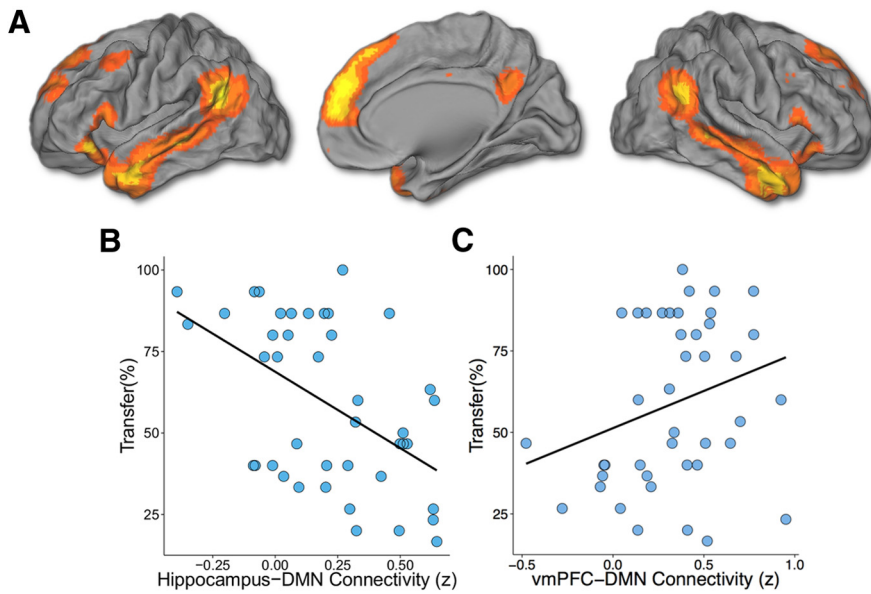 A
B
C
100
75
50
25
Transfer(%)
−0.25
0.00
0.25
0.50
Hippocampus−DMN Connectivity (z)
100
75
50
25
Transfer(%)
−0.5
0.0
0.5
1.0
vmPFC−DMN Connectivity (z)